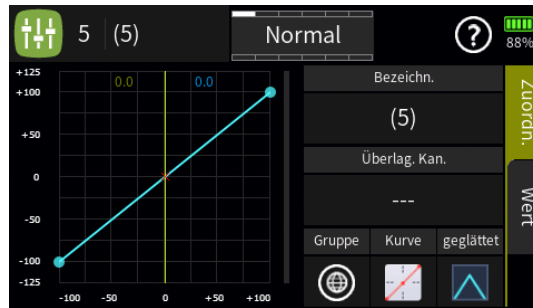 5 (5) Normal ? 88%
+125
+100
+50
0
-50
-100
-125
0.0 0.0
-100 -50 0 +50 +100
Bezeichn.
(5)
Überlag. Kan.
---
Gruppe Kurve geglättet
Zuordn.
Wert